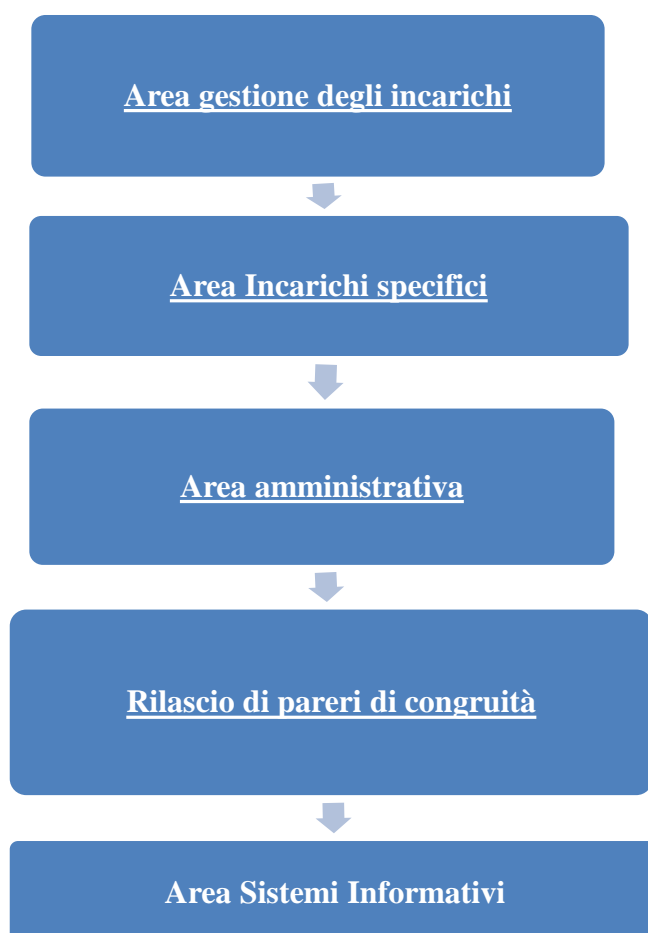 Area gestione degli incarichi
Area Incarichi specifici
Area amministrativa
Rilascio di pareri di congruità
Area Sistemi Informativi